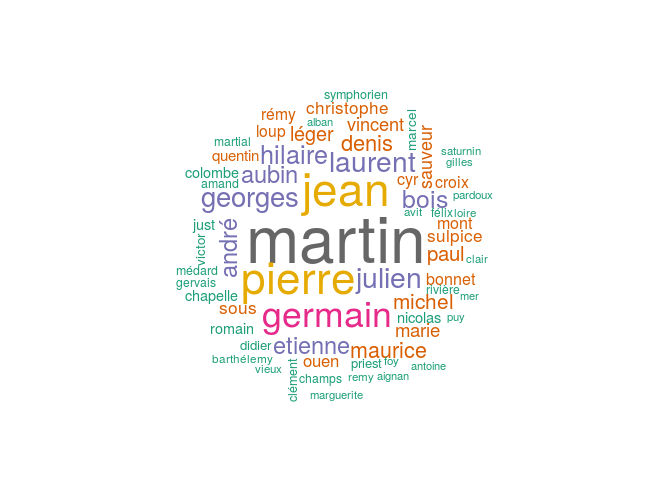 symphorien
rémy christophe
alban
loup léger vincent marcel
martial denis sauveur
quentin hilaire laurent saturnin
gilles
colombe aubin jean cyr croix
amand
georges bois pardoux
avit félix loire
just andré martin mont
victor sulpice
paul clair
médard pierre julien bonnet
gervais
chapelle rivière mer
sous germain michel
nicolas puy
romain marie
didier etienne maurice
barthélemy ouen priest foy
vieux antoine
clément champs remy aignan
marguerite